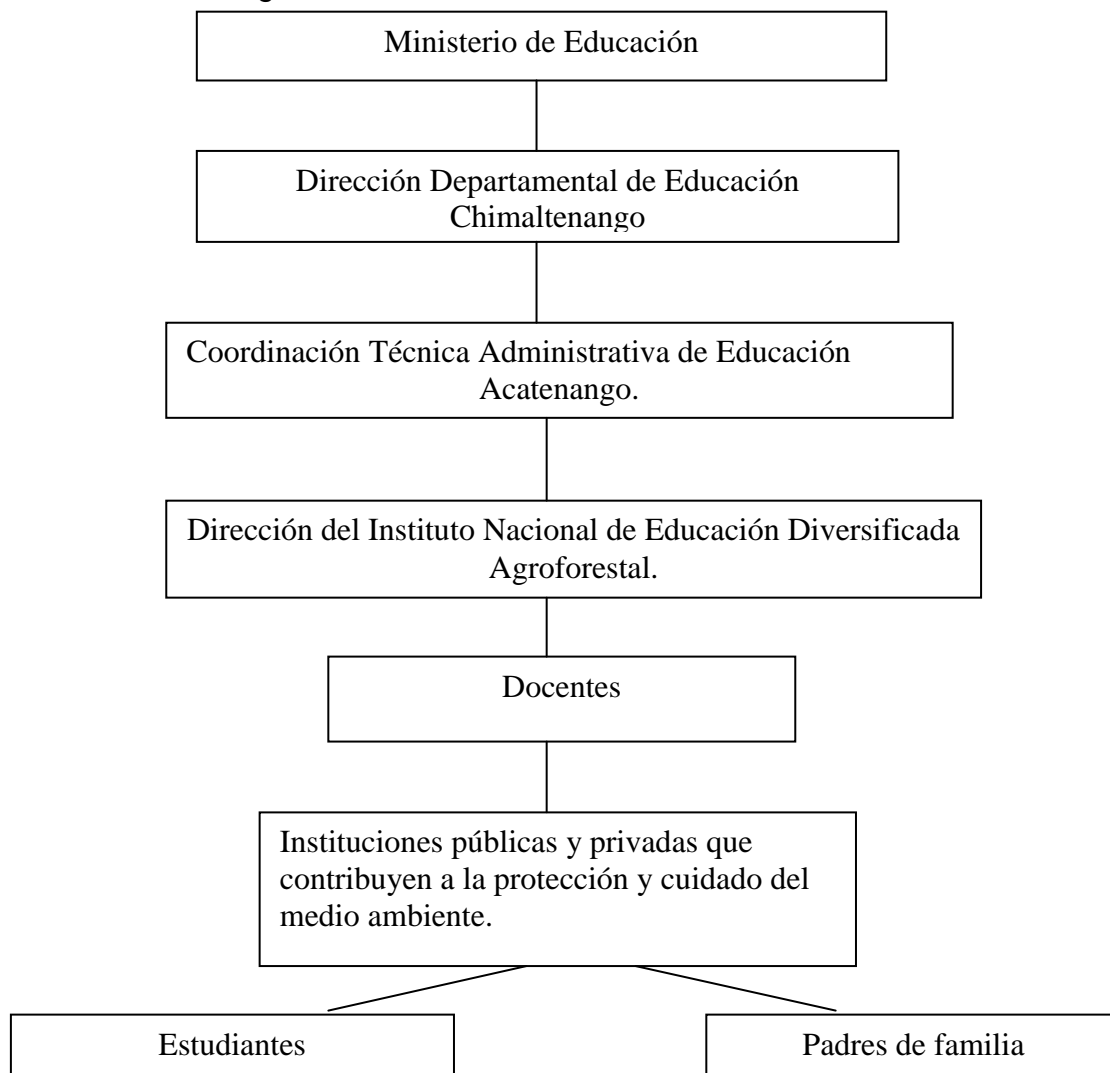 Ministerio de Educación
Dirección Departamental de Educación
Chimaltenango
Coordinación Técnica Administrativa de Educación
Acatenango.
Dirección del Instituto Nacional de Educación Diversificada
Agroforestal.
Docentes
Instituciones públicas y privadas que
contribuyen a la protección y cuidado del
medio ambiente.
Estudiantes
Padres de familia